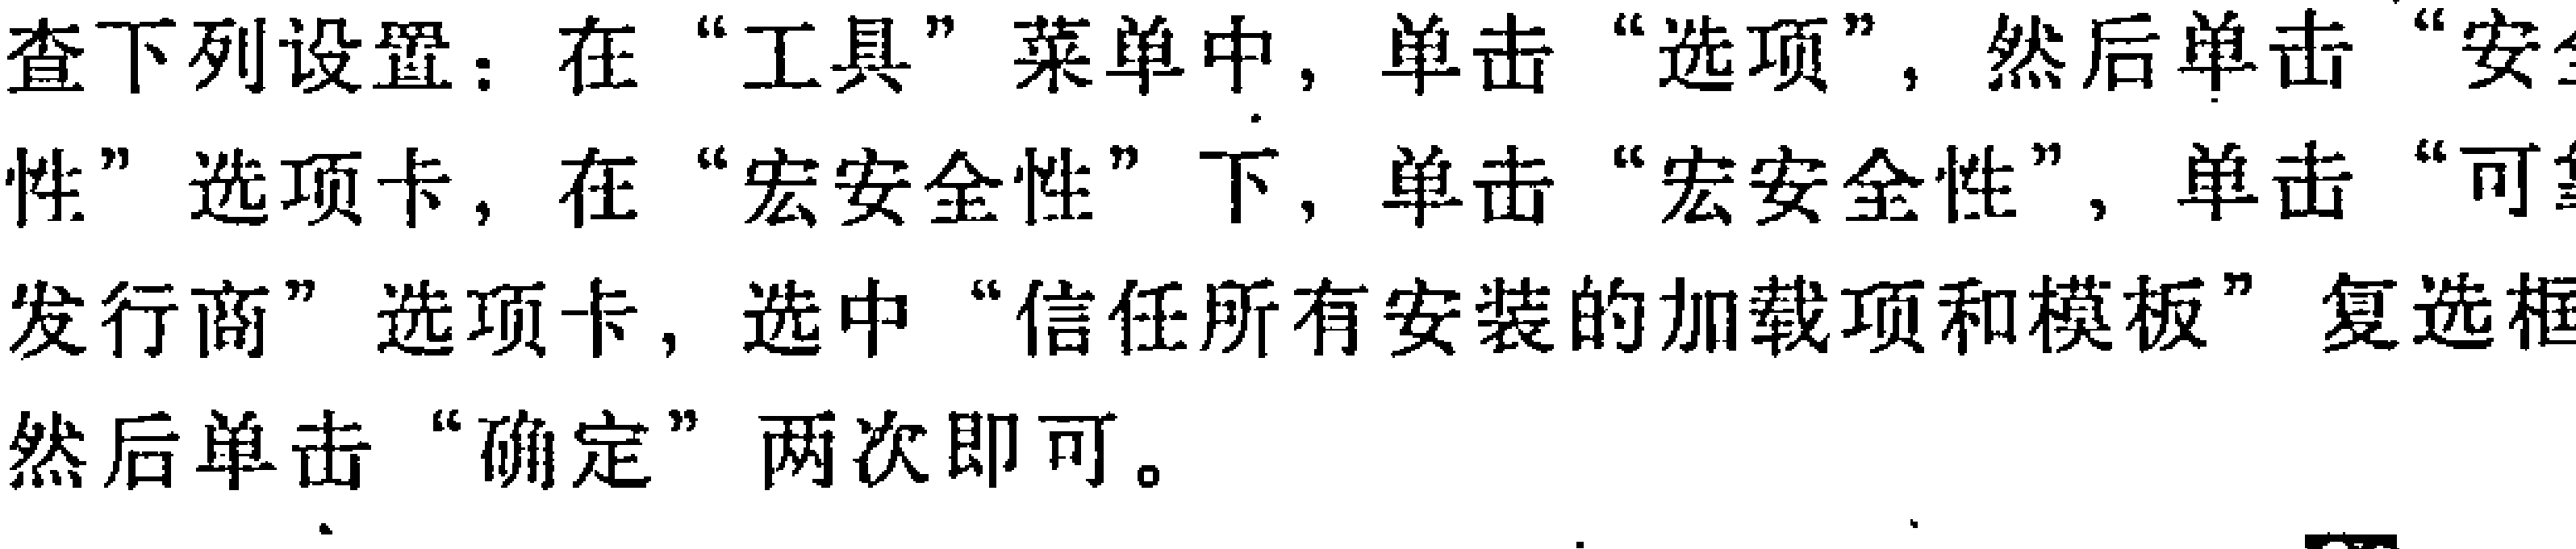 查下列设置：在“工具”菜单中，单击“选项”，然后单击“安全
性”选项卡，在“宏安全性”下，单击“宏安全性”，单击“可靠
发行商”选项卡，选中“信任所有安装的加载项和模板”复选框
然后单击“确定”两次即可。